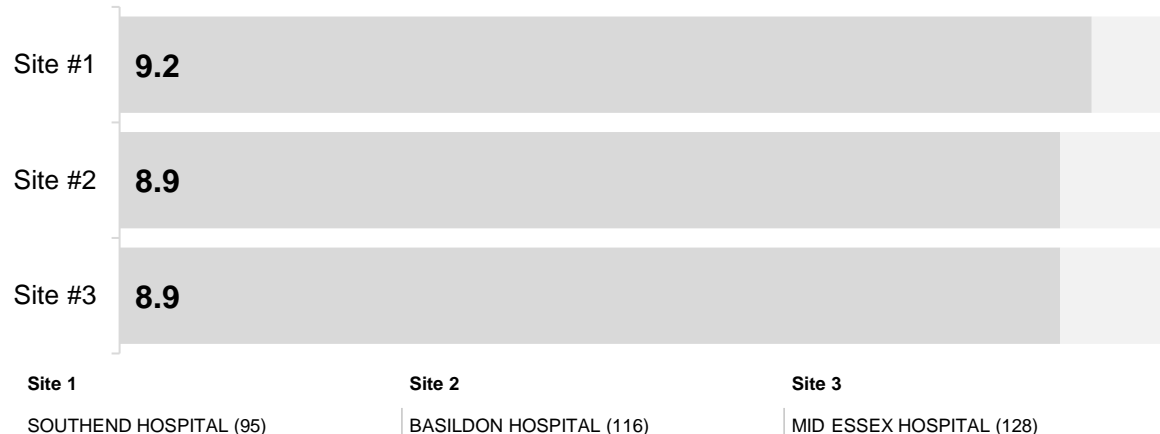 Site #1 9.2
Site #2 8.9
Site #3 8.9
Site 1 Site 2 Site 3
SOUTHEND HOSPITAL (95) BASILDON HOSPITAL (116) MID ESSEX HOSPITAL (128)